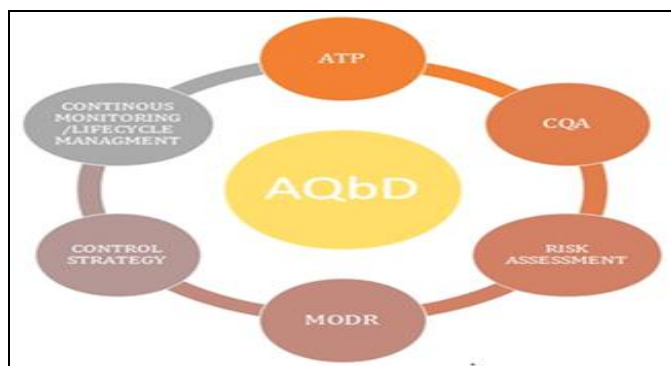 ATP
CQA
RISK
ASSESSMENT
MODR
CONTROL
STRATEGY
CONTINOUS
MONITORING
/LIFECYCLE
MANAGMENT
AQbD